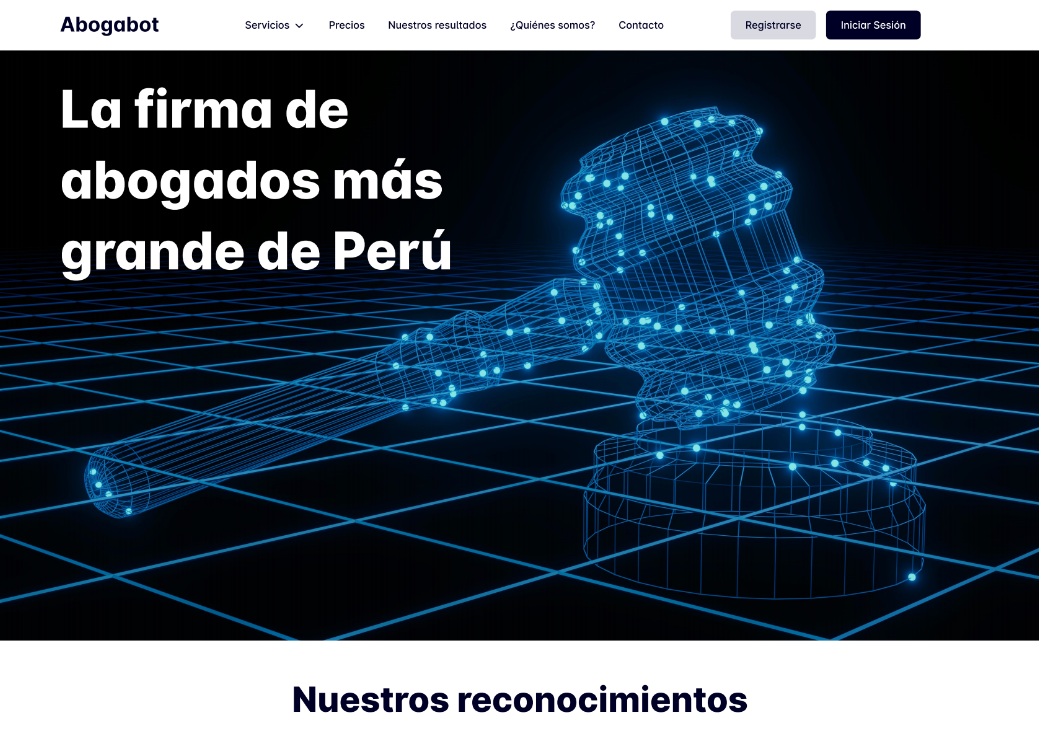 Abogabot
Servicios
Precios
Nuestros resultados
¿Quiénes somos?
Contacto
Registrarse
Iniciar Sesión
La firma de
abogados más
grande de Perú
Nuestros reconocimientos